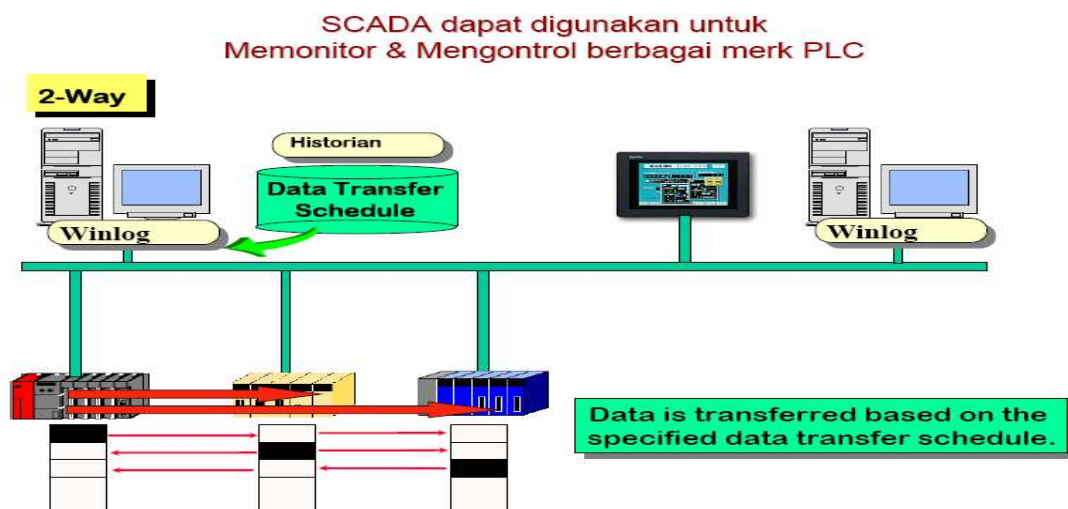 SCADA dapat digunakan untuk
Memonitor & Mengontrol berbagai merk PLC
2-Way
Historian
Data Transfer
Schedule
Winlog
Winlog
Data is transferred based on the
specified data transfer schedule.